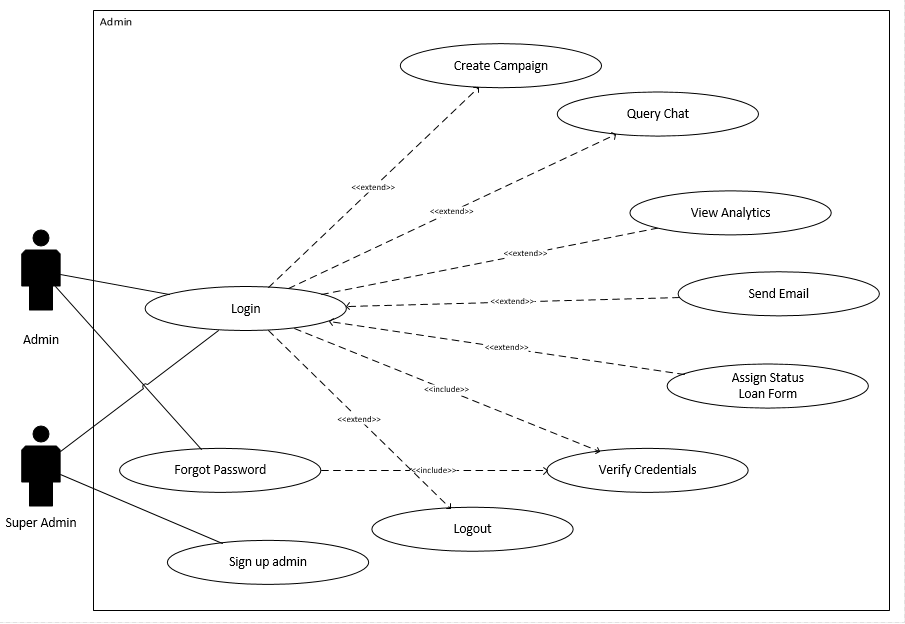 Admin
Create Campaign
Query Chat
<<extend>>
<<extend>>
View Analytics
<<extend>>
Send Email
<<extend>>
Login
Admin
<<extend>>
Assign Status
Loan Form
<<include>>
<<extend>>
Forgot Password
<<include>>
Verify Credentials
Super Admin
Logout
Sign up admin